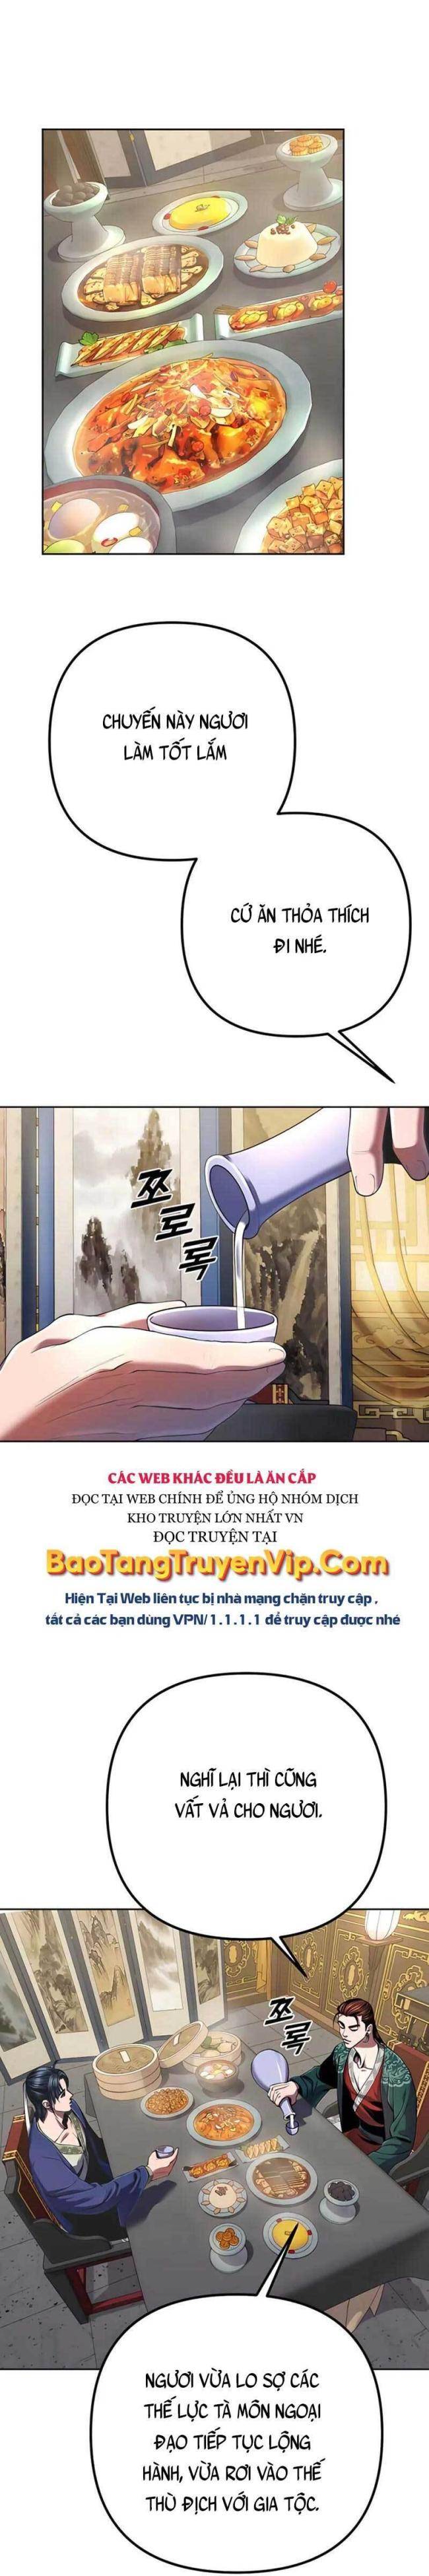 CHUYẾN NÀY NGƯƠI
LÀM TỐT LẮM
CỨ ĂN THỎA THÍCH
ĐI NHÉ.
쪼로록
CÁC WEB KHÁC ĐỀU LÀ ĂN CẮP
ĐỌC TẠI WEB CHÍNH ĐỂ ỦNG HỘ NHÓM DỊCH
KHO TRUYỆN LỚN NHẤT VN
ĐỌC TRUYỆN TẠI
BaoTangTruyenVip.Com
Hiện Tại Web liên tục bị nhà mạng chặn truy cập ,
tất cả các bạn dùng VPN/1.1.1.1 để truy cập được nhé
NGHĨ LẠI THÌ CŨNG
VẤT VẢ CHO NGƯƠI.
쪼록
NGƯƠI VỪA LO SỢ CÁC
THẾ LỰC TÀ MÔN NGOẠI
ĐẠO TIẾP TỤC LỘNG
HÀNH, VỪA RƠI VÀO THẾ
THÙ ĐỊCH VỚI GIA TỘC.